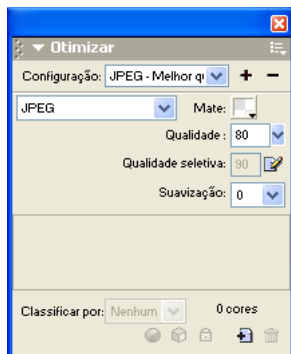 Otimizar
Configuração: JPEG - Melhor q
JPEG Mate:
Qualidade : 80
Qualidade seletiva: 90
Suavização: 0
Classificar por: Nenhum 0 cores